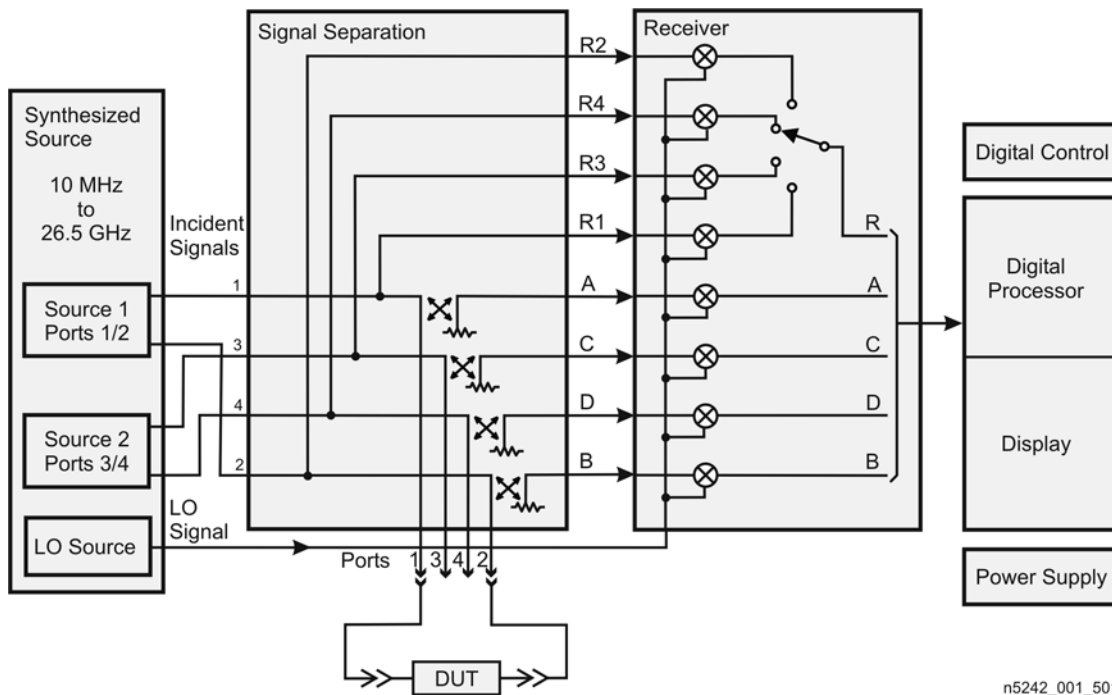 Signal Separation
Receiver
R2
R4
R3
R1
Synthesized
Source
10 MHz
to
26.5 GHz
Incident
Signals
Source 1
Ports 1/2
Source 2
Ports 3/4
LO Source
LO
Signal
1
3
4
2
A
C
D
B
R
A
C
D
B
Digital Control
Digital
Processor
Display
Power Supply
Ports
1
3
4
2
DUT
n5242_001_501